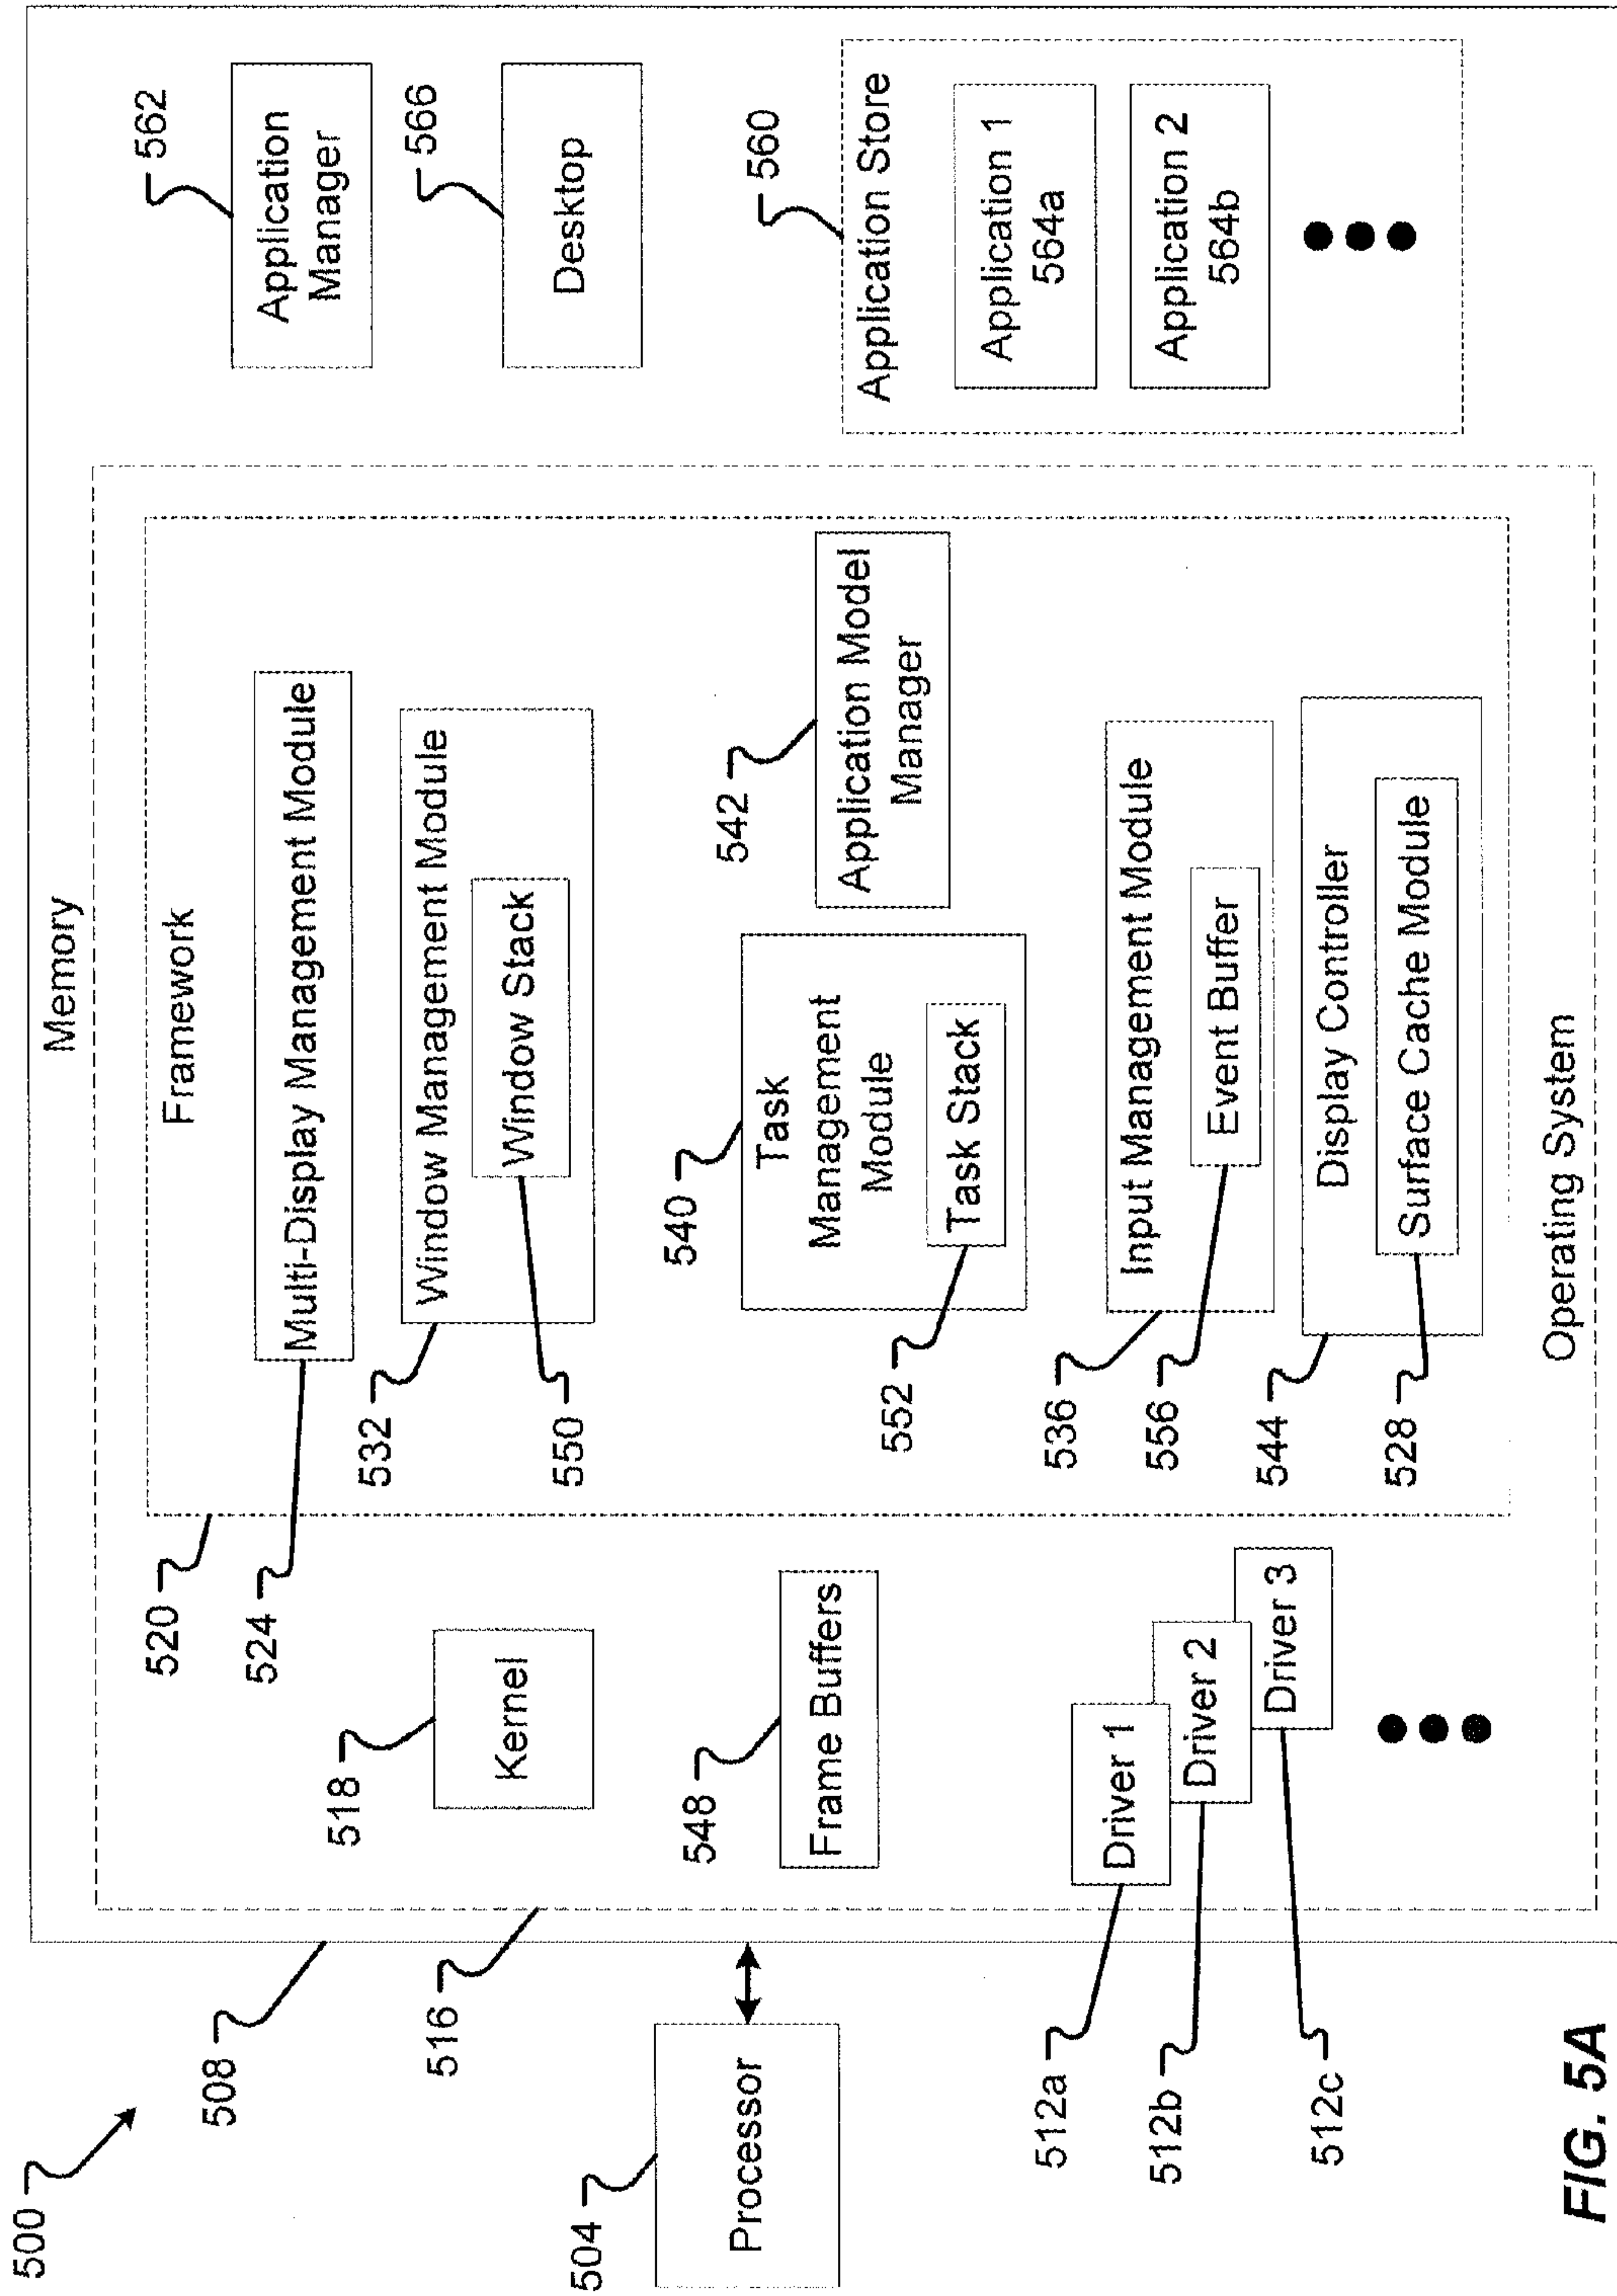 500
508
Memory
516
Operating System
504
Processor
518
Kernel
548
Frame Buffers
512a
Driver 1
512b
Driver 2
512c
Driver 3
520
Framework
524
Multi-Display Management Module
532
Window Management Module
550
Window Stack
540
Task
Management
Module
552
Task Stack
542
Application Model
Manager
536
Input Management Module
556
Event Buffer
544
Display Controller
528
Surface Cache Module
562
Application
Manager
566
Desktop
560
Application Store
Application 1
564a
Application 2
564b
FIG. 5A